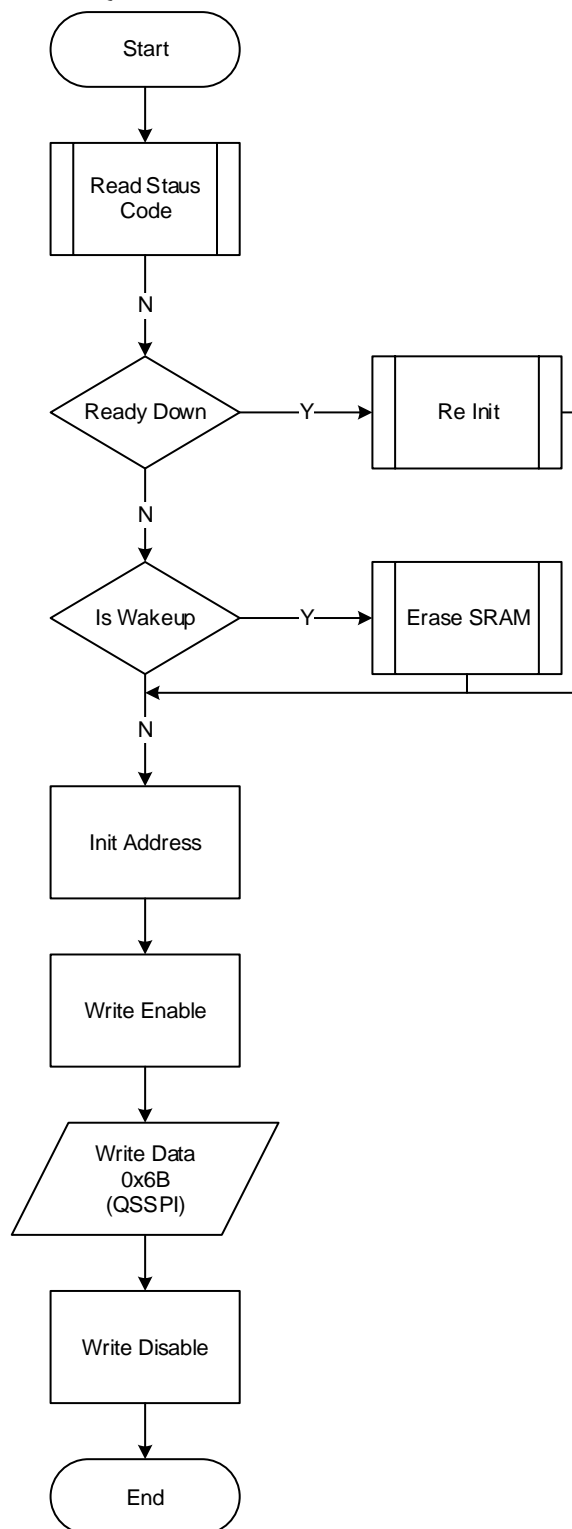 Start
Read Staus
Code
N
Ready Down
Y
Re Init
N
Is Wakeup
Y
Erase SRAM
N
Init Address
Write Enable
Write Data
0x6B
(QSSPI)
Write Disable
End